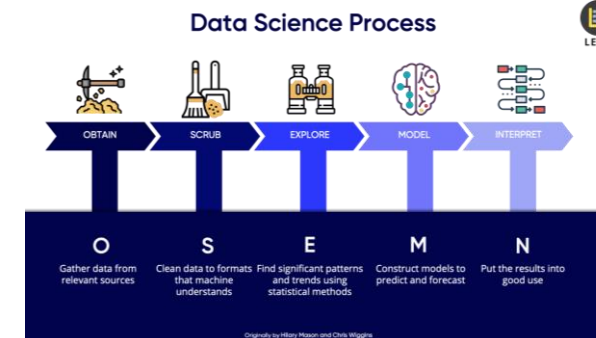 Data Science Process
LE
OBTAIN
SCRUB
EXPLORE
MODEL
INTERPRET
O
S
E
M
N
Gather data from
relevant sources
Clean data to formats
that machine
understands
Find significant patterns
and trends using
statistical methods
Construct models to
predict and forecast
Put the results into
good use
Originally by Hilary Mason and Chris Wiggins